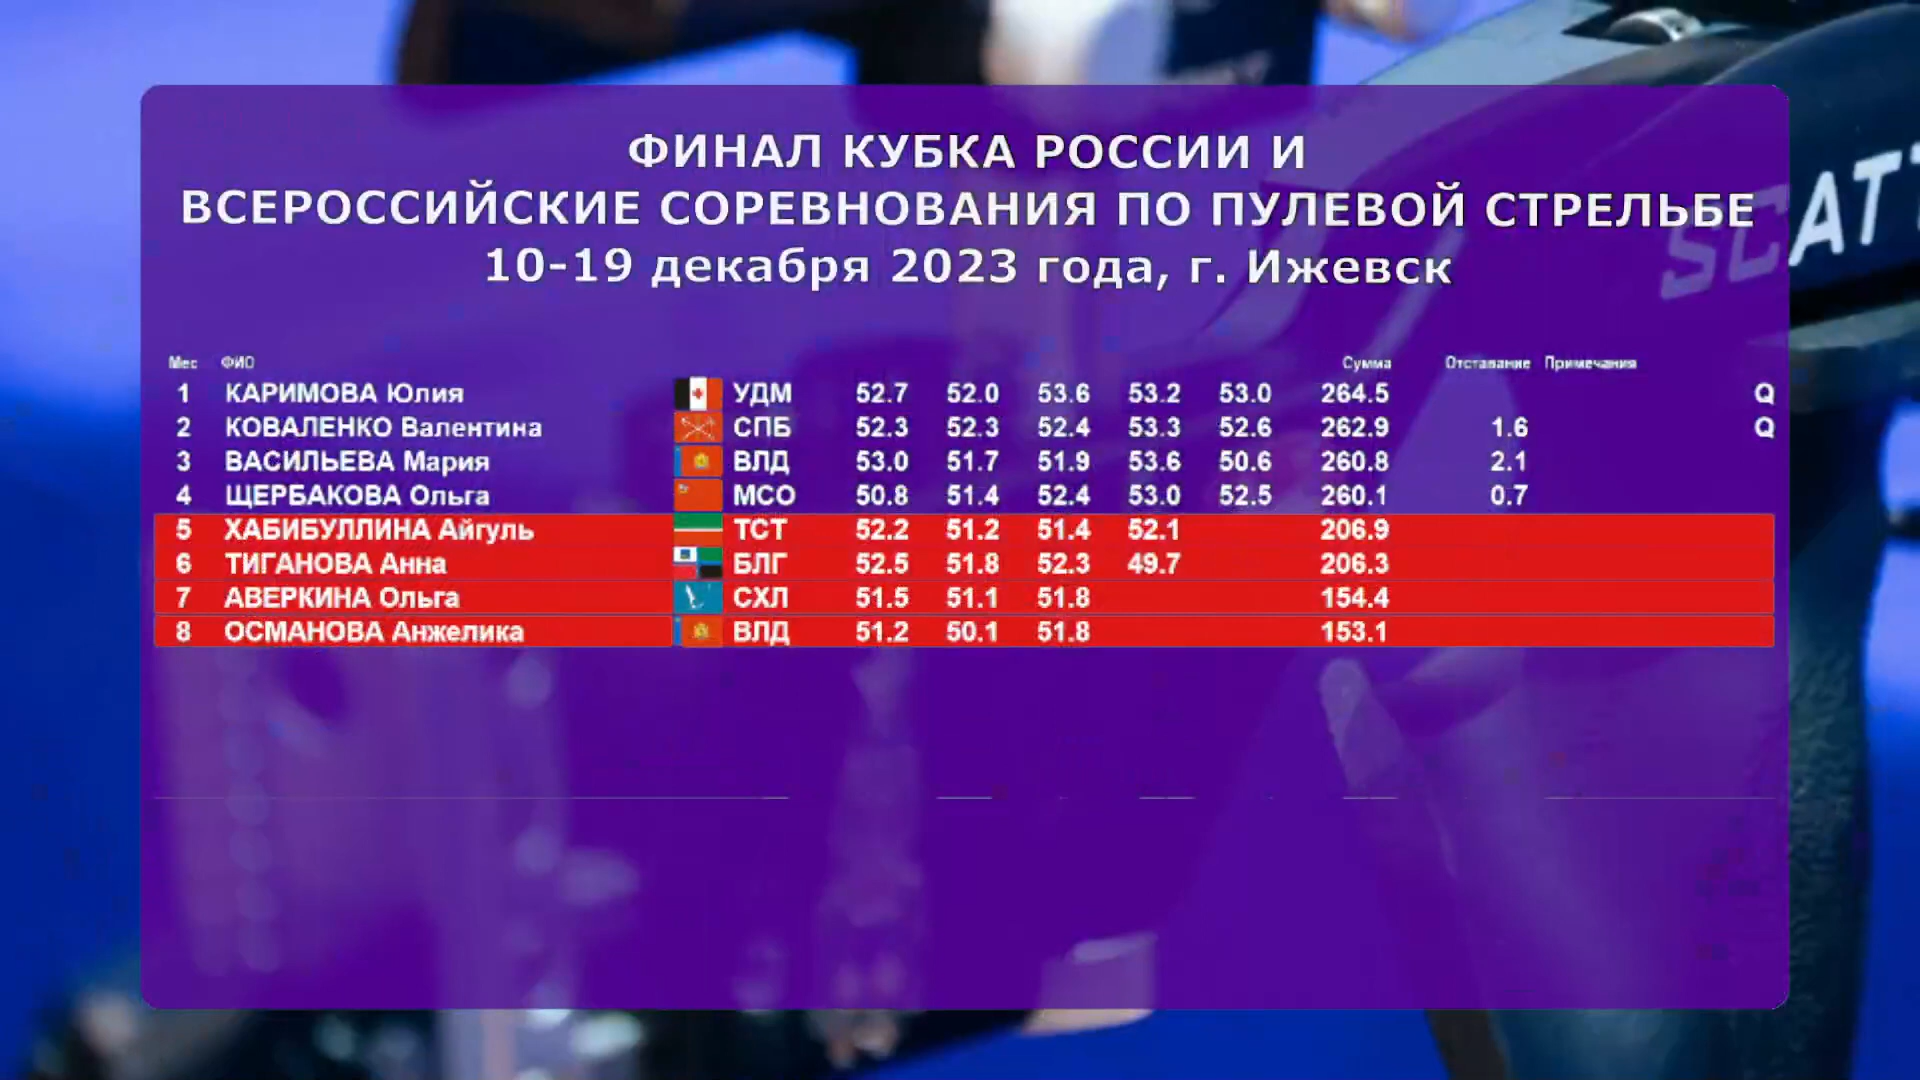 ФИНАЛ КУБКА РОССИИ И
ВСЕРОССИЙСКИЕ СОРЕВНОВАНИЯ ПО ПУЛЕВОЙ СТРЕЛЬБЕ
10-19 декабря 2023 года, г. Ижевск
SCATT
Мес ФИО Сумма Отставание Примечания
1 КАРИМОВА Юлия УДМ 52.7 52.0 53.6 53.2 53.0 264.5 Q
2 КОВАЛЕНКО Валентина СПБ 52.3 52.3 52.4 53.3 52.6 262.9 1.6 Q
3 ВАСИЛЬЕВА Мария ВЛД 53.0 51.7 51.9 53.6 50.6 260.8 2.1
4 ЩЕРБАКОВА Ольга МСО 50.8 51.4 52.4 53.0 52.5 260.1 0.7
5 ХАБИБУЛЛИНА Айгуль ТСТ 52.2 51.2 51.4 52.1 206.9
6 ТИГАНОВА Анна БЛГ 52.5 51.8 52.3 49.7 206.3
7 АВЕРКИНА Ольга СХЛ 51.5 51.1 51.8 154.4
8 ОСМАНОВА Анжелика ВЛД 51.2 50.1 51.8 153.1